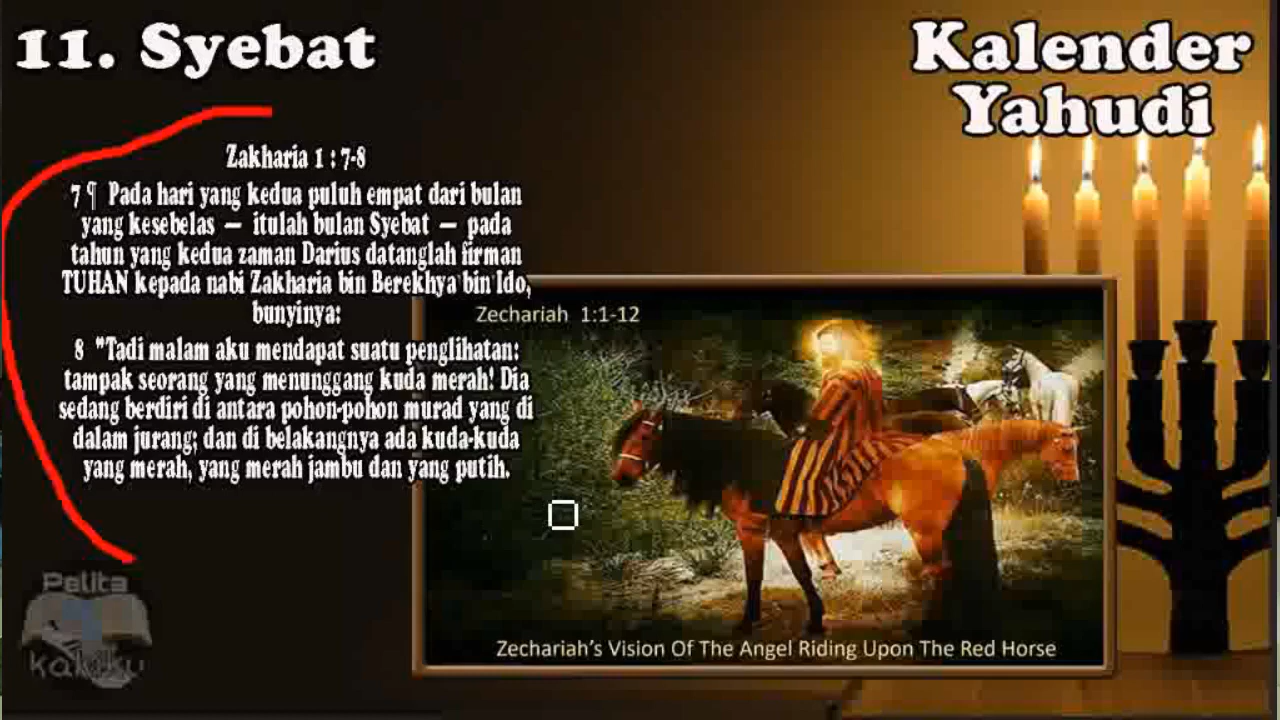 11. Syebat
Kalender
Yahudi
Zakharia 1 : 7-8
7 ¶ Pada hari yang kedua puluh empat dari bulan
yang kesebelas — itulah bulan Syebat — pada
tahun yang kedua zaman Darius datanglah firman
TUHAN kepada nabi Zakharia bin Berekhya bin Ido,
bunyinya:
8 "Tadi malam aku mendapat suatu penglihatan:
tampak seorang yang menunggang kuda merah! Dia
sedang berdiri di antara pohon-pohon murad yang di
dalam jurang; dan di belakangnya ada kuda-kuda
yang merah, yang merah jambu dan yang putih.
Zechariah 1:1-12
Zechariah's Vision Of The Angel Riding Upon The Red Horse
Pelita
kakiku